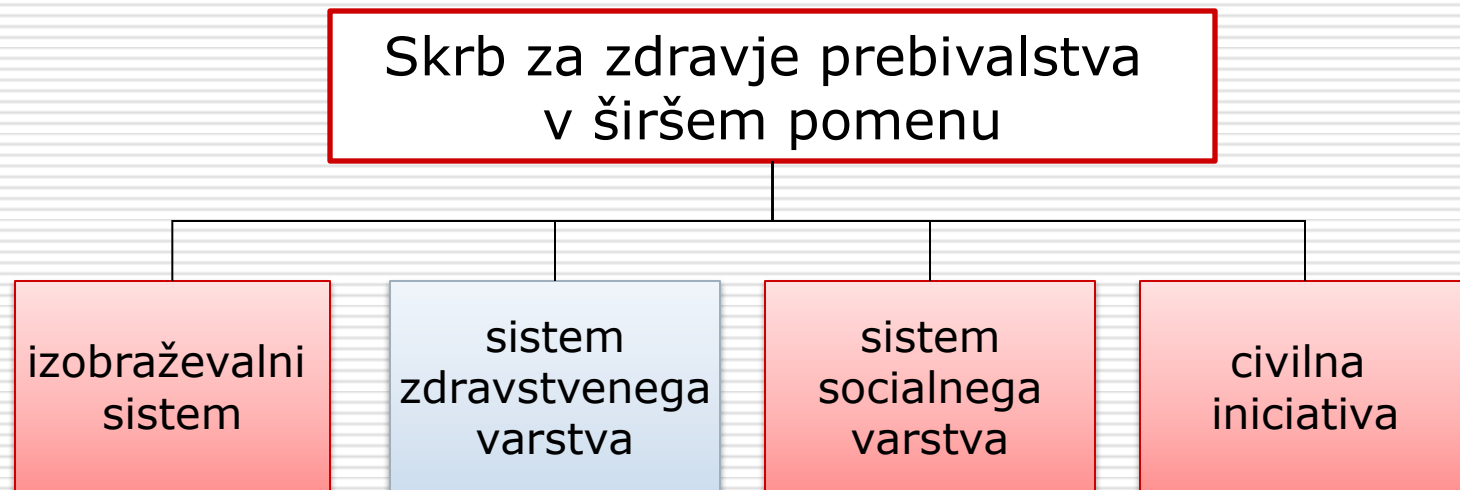 Skrb za zdravje prebivalstva
v širšem pomenu
izobraževalni
sistem
sistem
zdravstvenega
varstva
sistem
socialnega
varstva
civilna
iniciativa